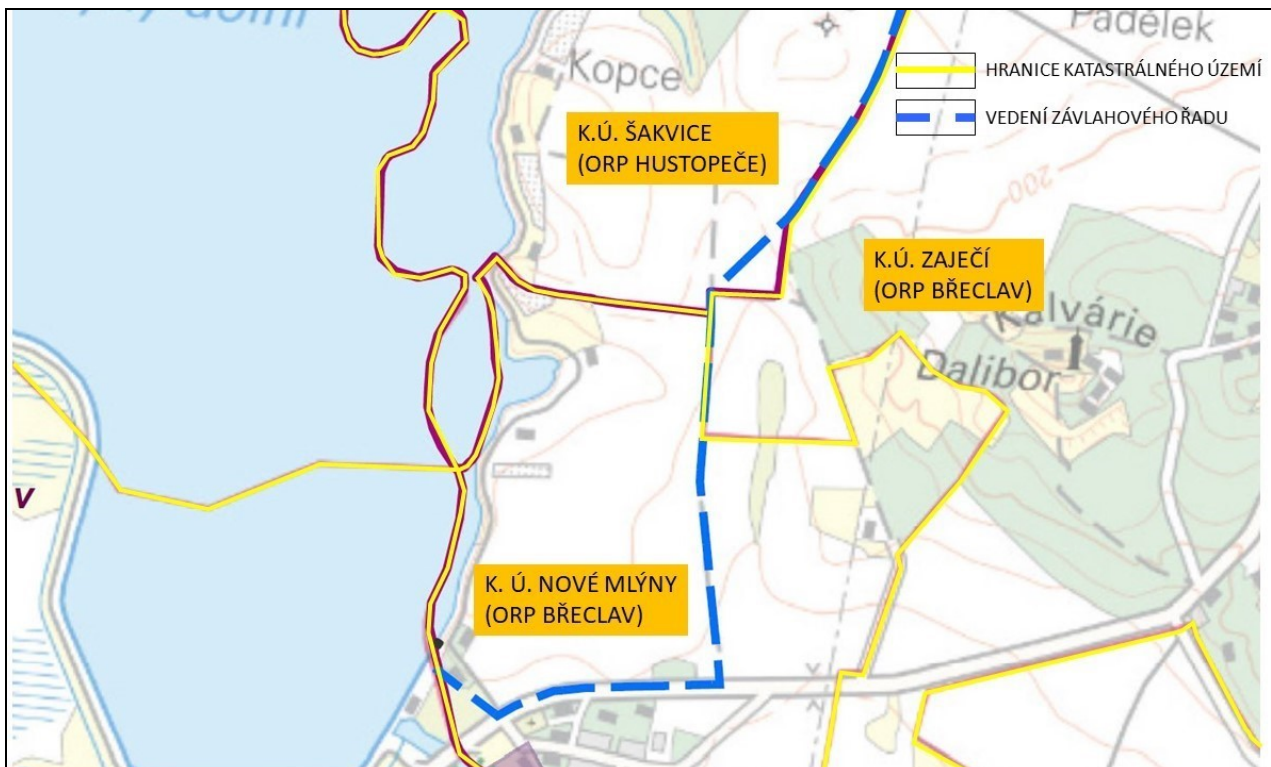 dolní
Kopce
Padělek
HRANICE KATASTRÁLNÉHO ÚZEMÍ
VEDENÍ ZÁVLAHOVÉHO ŘADU
K.Ú. ŠAKVICE
(ORP HUSTOPEČE)
200
K.Ú. ZAJEČÍ
(ORP BŘECLAV)
Kalvárie
Dalibor
V
K. Ú. NOVÉ MLÝNY
(ORP BŘECLAV)